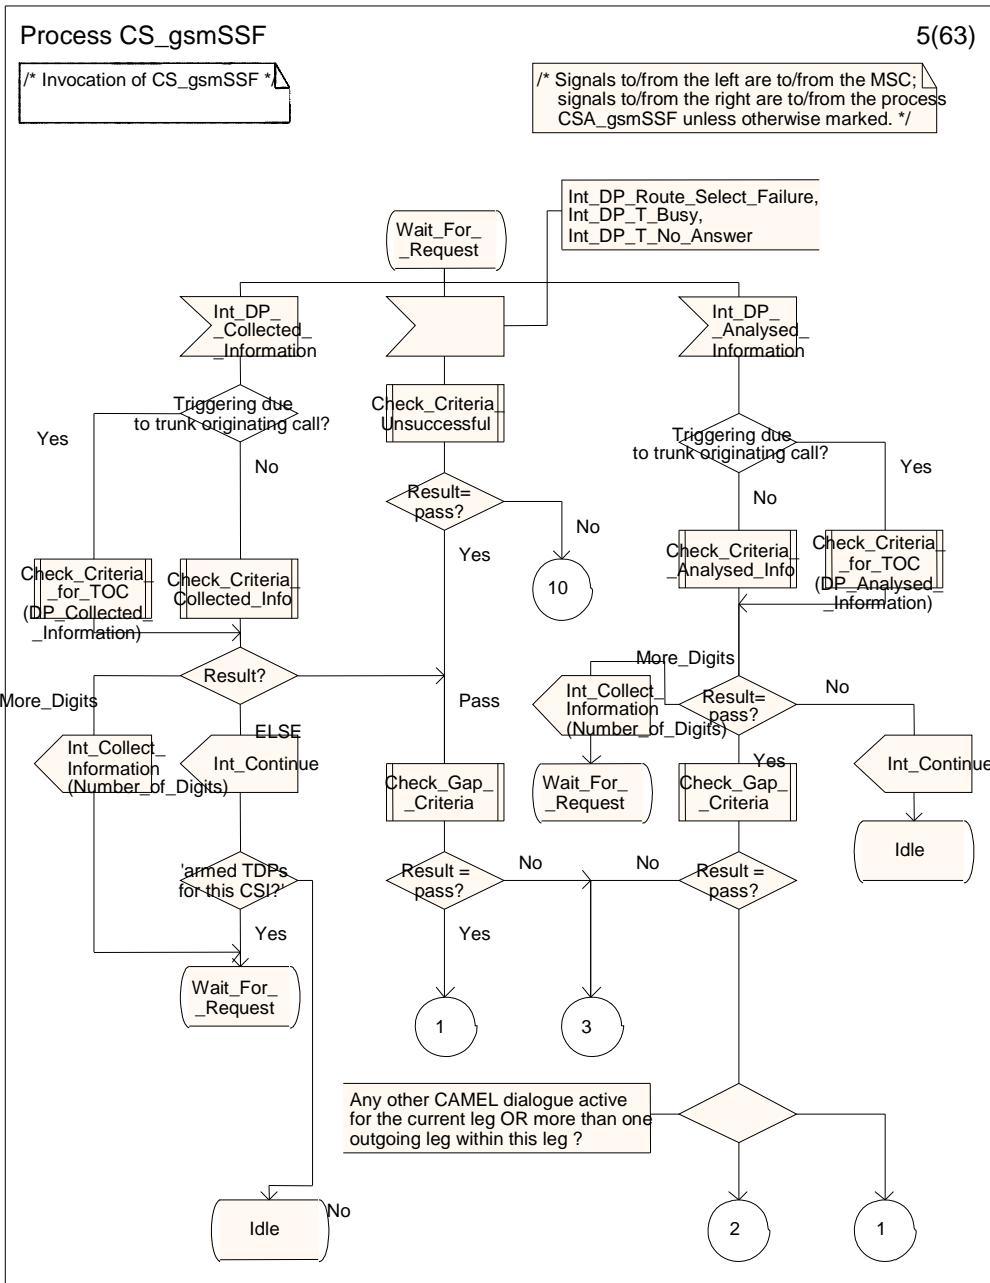 Process CS_gsmSSF
5(63)
/* Invocation of CS_gsmSSF */
/* Signals to/from the left are to/from the MSC;
signals to/from the right are to/from the process
CSA_gsmSSF unless otherwise marked. */
Int_DP_Route_Select_Failure,
Int_DP_T_Busy,
Int_DP_T_No_Answer
Wait_For_
_Request
Int_DP_
_Collected_
_Information
Int_DP_
_Analysed_
Information
Triggering due
to trunk originating call?
Yes
No
Check_Criteria_
Unsuccessful
Triggering due
to trunk originating call?
Yes
No
Result=
pass?
No
Yes
10
Check_Criteria_
_for_TOC
(DP_Collected_
_Information)
Check_Criteria_
Collected_Info
Check_Criteria_
_Analysed_Info
Check_Criteria_
_for_TOC
(DP_Analysed_
_Information)
Result?
More_Digits
ELSE
Pass
More_Digits
Result=
pass?
No
Yes
Int_Collect_
Information
(Number_of_Digits)
Int_Continue
Int_Collect_
Information
(Number_of_Digits)
Int_Continue
Check_Gap_
_Criteria
Wait_For_
_Request
Check_Gap_
_Criteria
Idle
'armed TDPs
for this CSI?'
Yes
Result =
pass?
No
Yes
No
Result =
pass?
Wait_For_
_Request
1
3
Any other CAMEL dialogue active
for the current leg OR more than one
outgoing leg within this leg ?
No
Idle
2
1